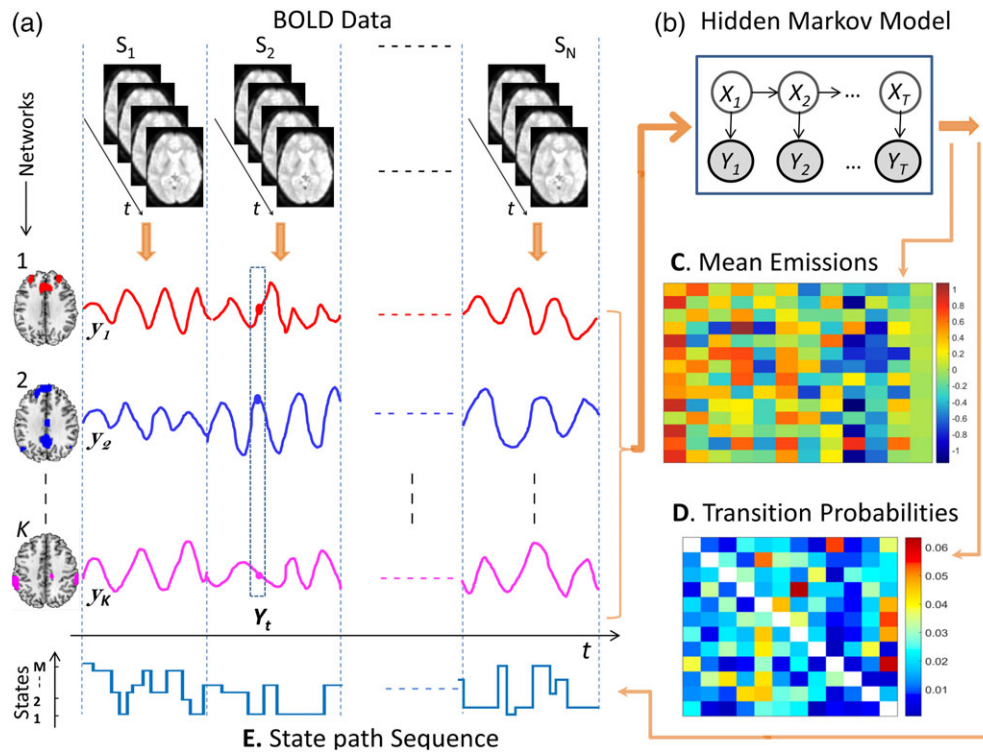 (a) BOLD Data
S1 S2 SN
Networks
t t t
1
y1
2
y2
K
yK
Yt
t
States
M
2
1
E. State path Sequence
(b) Hidden Markov Model
X1 X2 ... XT
Y1 Y2 ... YT
C. Mean Emissions
1
0.8
0.6
0.4
0.2
0
-0.2
-0.4
-0.6
-0.8
-1
D. Transition Probabilities
0.06
0.05
0.04
0.03
0.02
0.01